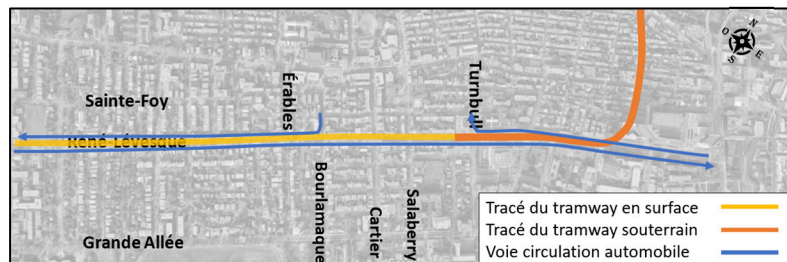 N
O
E
S
Sainte-Foy
Érables
Turnbull
René-Lévesque
Bourlamaque
Cartier
Salaberry
Grande Allée
Tracé du tramway en surface
Tracé du tramway souterrain
Voie circulation automobile